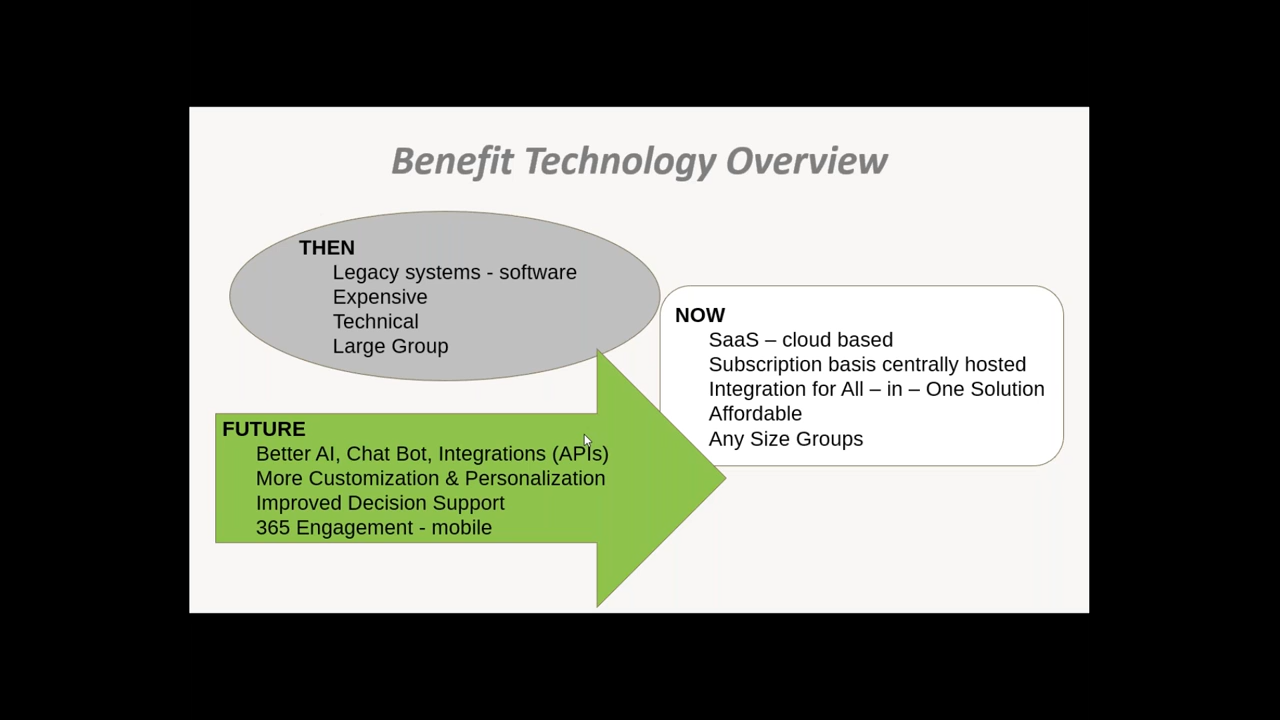 Benefit Technology Overview
THEN
Legacy systems - software
Expensive
Technical
Large Group
NOW
SaaS – cloud based
Subscription basis centrally hosted
Integration for All – in – One Solution
Affordable
Any Size Groups
FUTURE
Better AI, Chat Bot, Integrations (APIs)
More Customization & Personalization
Improved Decision Support
365 Engagement - mobile